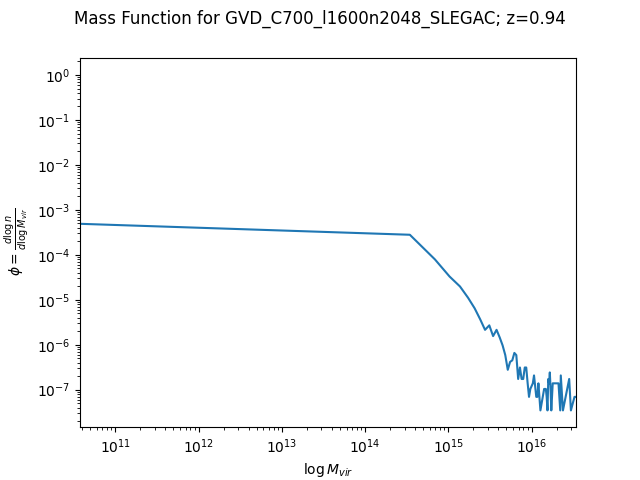 Mass Function for GVD_C700_l1600n2048_SLEGAC; z=0.94
10^0
10^-1
10^-2
10^-3
10^-4
10^-5
10^-6
10^-7
ϕ = d log n / d log M_vir
10^11 10^12 10^13 10^14 10^15 10^16
log M_vir